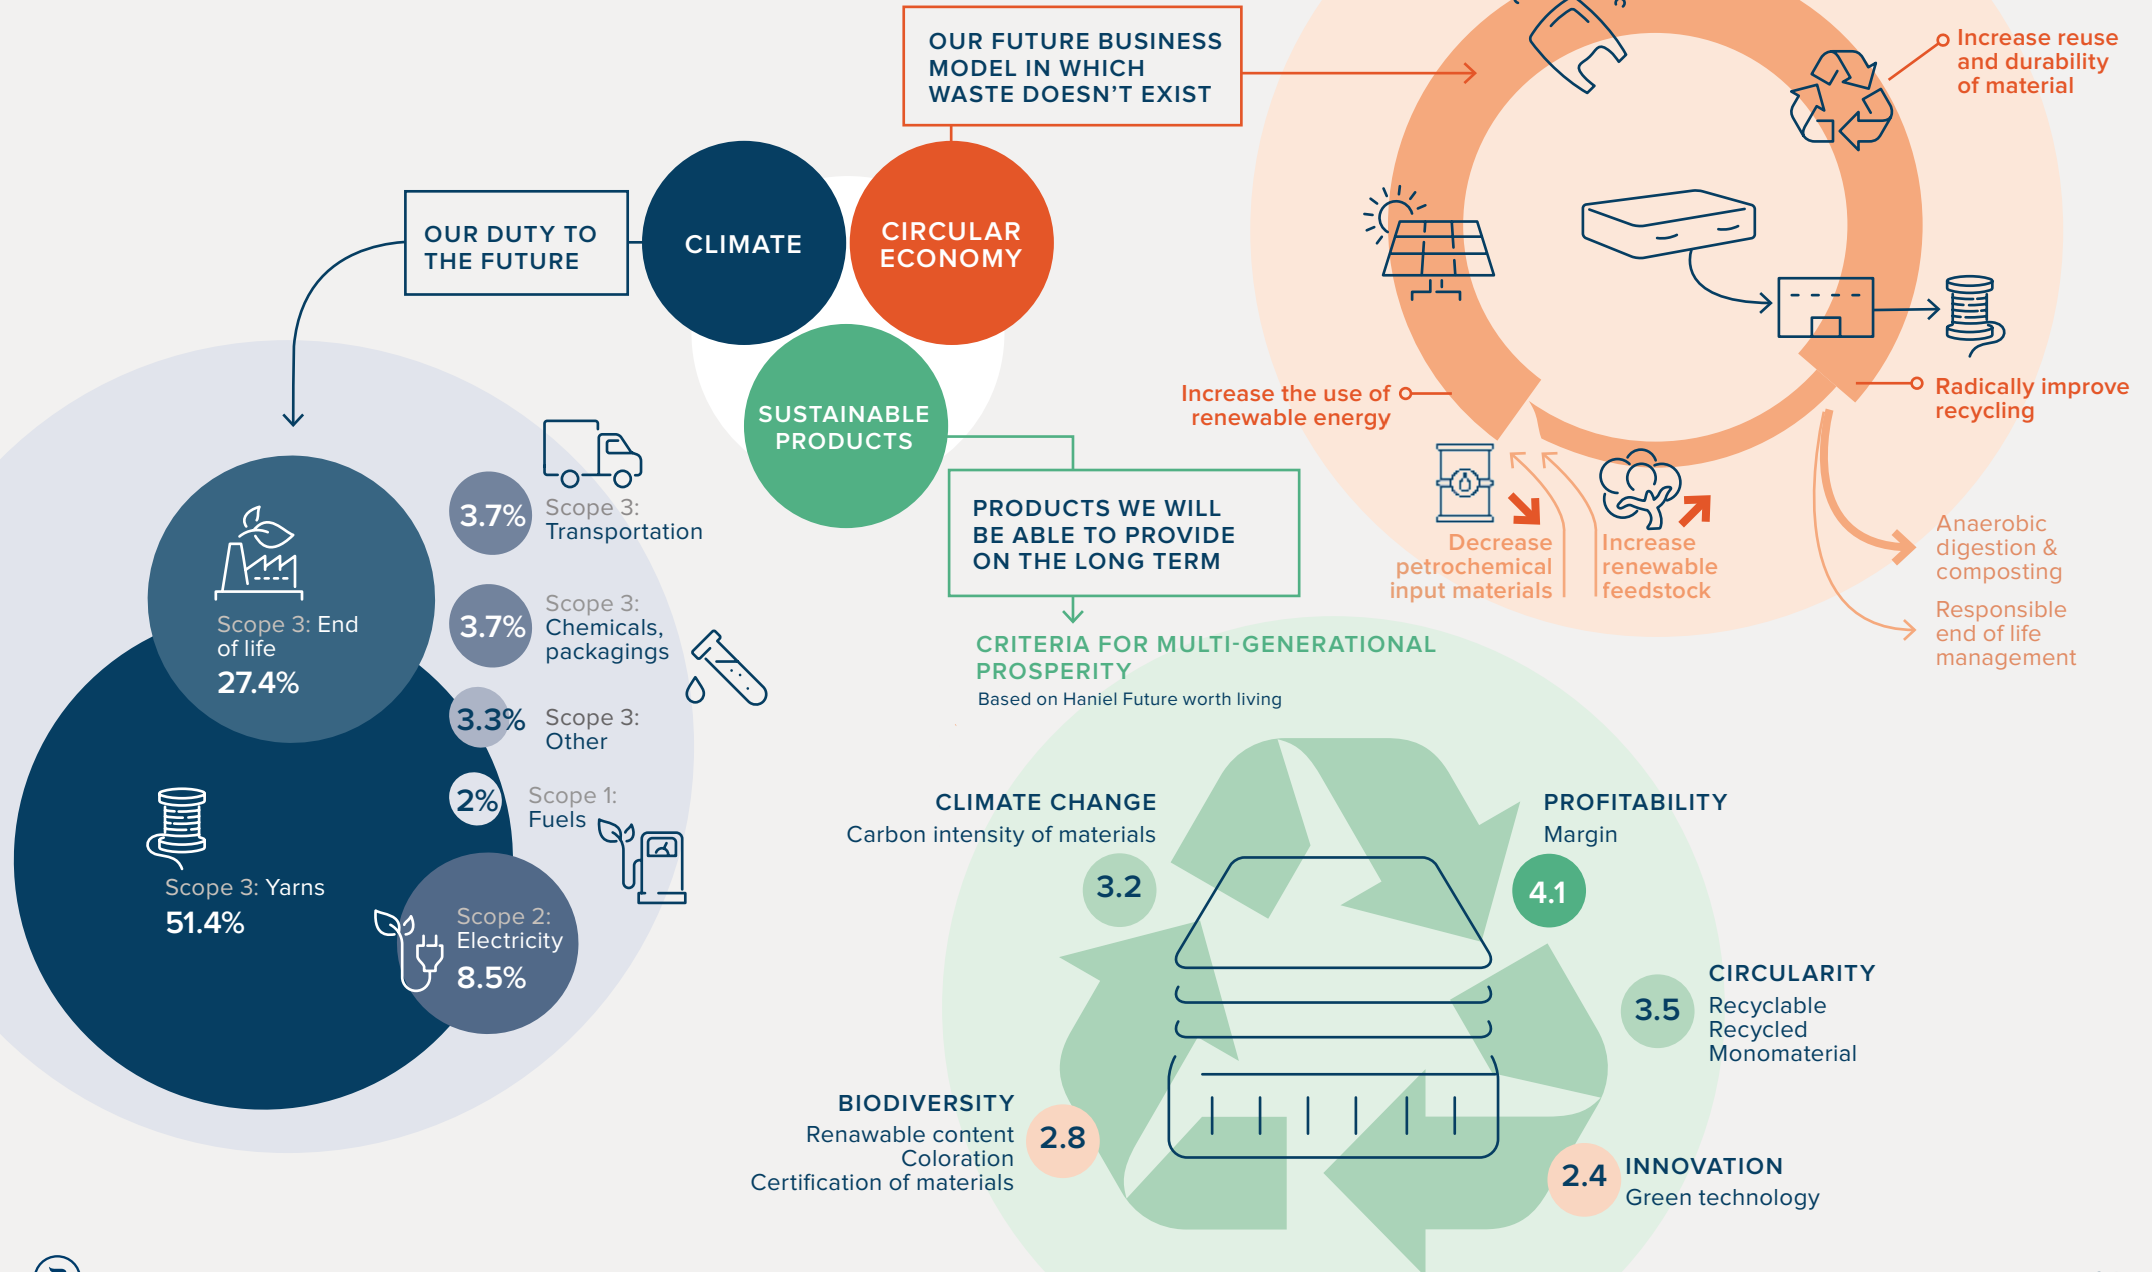 OUR FUTURE BUSINESS
MODEL IN WHICH
WASTE DOESN'T EXIST
Increase reuse
and durability
of material
OUR DUTY TO
THE FUTURE
CLIMATE
CIRCULAR
ECONOMY
SUSTAINABLE
PRODUCTS
Increase the use of
renewable energy
Radically improve
recycling
PRODUCTS WE WILL
BE ABLE TO PROVIDE
ON THE LONG TERM
Decrease
petrochemical
input materials
Increase
renewable
feedstock
Anaerobic
digestion &
composting
Responsible
end of life
management
3.7%
Scope 3:
Transportation
3.7%
Scope 3:
Chemicals,
packagings
3.3%
Scope 3:
Other
2%
Scope 1:
Fuels
Scope 3: End
of life
27.4%
Scope 3: Yarns
51.4%
Scope 2:
Electricity
8.5%
CRITERIA FOR MULTI-GENERATIONAL
PROSPERITY
Based on Haniel Future worth living
CLIMATE CHANGE
Carbon intensity of materials
3.2
PROFITABILITY
Margin
4.1
CIRCULARITY
3.5
Recyclable
Recycled
Monomaterial
BIODIVERSITY
Renawable content
Coloration
Certification of materials
2.8
INNOVATION
2.4
Green technology